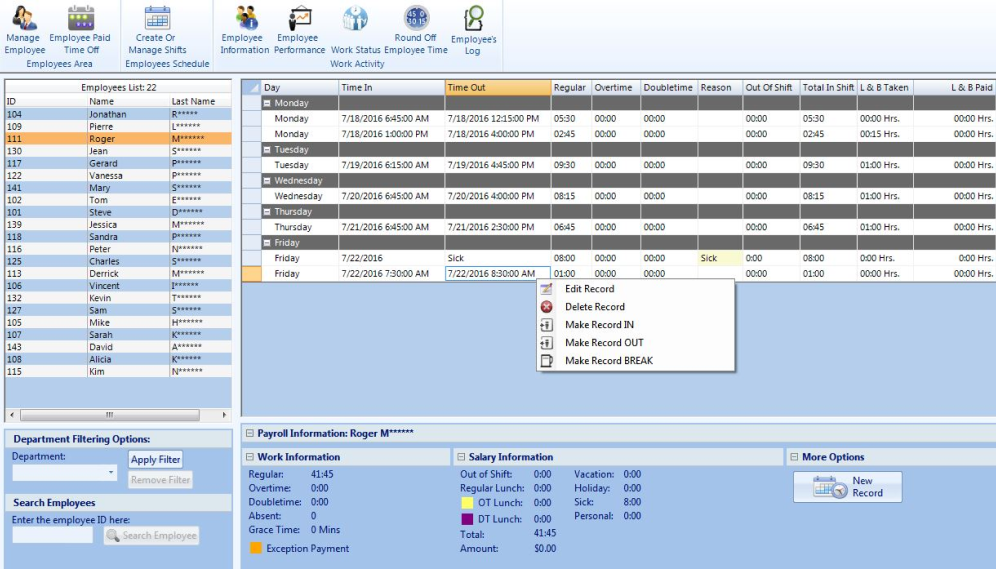 Manage Employee
Employee Paid Time Off
Create Or Manage Shifts
Employee Information
Employee Performance
Work Status
Round Off Employee Time
Employee's Log
Employees Area
Employees Schedule
Work Activity
Employees List: 22
ID Name Last Name
104 Jonathan R*****
109 Pierre L******
111 Roger M******
130 Jean S******
117 Gerard P******
122 Vanessa P*****
141 Mary S******
102 Tom E******
101 Steve D******
139 Jessica M******
118 Sandra P******
116 Peter N******
125 Charles S******
113 Derrick M******
106 Vincent I******
132 Kevin T******
127 Sam S******
105 Mike H******
107 Sarah K******
143 David A******
108 Alicia K******
115 Kim N******
Day Time In Time Out Regular Overtime Doubletime Reason Out Of Shift Total In Shift L & B Taken L & B Paid
Monday
Monday 7/18/2016 6:45:00 AM 7/18/2016 12:15:00 PM 05:30 00:00 00:00 00:00 05:30 00:00 Hrs. 00:00 Hrs.
Monday 7/18/2016 1:00:00 PM 7/18/2016 4:00:00 PM 02:45 00:00 00:00 00:00 02:45 00:15 Hrs. 00:00 Hrs.
Tuesday
Tuesday 7/19/2016 6:15:00 AM 7/19/2016 4:45:00 PM 09:30 00:00 00:00 00:00 09:30 01:00 Hrs. 00:00 Hrs.
Wednesday
Wednesday 7/20/2016 6:45:00 AM 7/20/2016 4:00:00 PM 08:15 00:00 00:00 00:00 08:15 01:00 Hrs. 00:00 Hrs.
Thursday
Thursday 7/21/2016 6:45:00 AM 7/21/2016 2:30:00 PM 06:45 00:00 00:00 00:00 06:45 01:00 Hrs. 00:00 Hrs.
Friday
Friday 7/22/2016 Sick 08:00 00:00 00:00 Sick 0:00 08:00 0:00 Hrs. 0:00 Hrs.
Friday 7/22/2016 7:30:00 AM 7/22/2016 8:30:00 AM 01:00 00:00 00:00 00:00 01:00 00:00 Hrs. 00:00 Hrs.
Edit Record
Delete Record
Make Record IN
Make Record OUT
Make Record BREAK
Department Filtering Options:
Department:
Apply Filter
Remove Filter
Search Employees
Enter the employee ID here:
Search Employee
Payroll Information: Roger M******
Work Information
Regular: 41:45
Overtime: 0:00
Doubletime: 0:00
Absent: 0
Grace Time: 0 Mins
Exception Payment
Salary Information
Out of Shift: 0:00 Vacation: 0:00
Regular Lunch: 0:00 Holiday: 0:00
OT Lunch: 0:00 Sick: 8:00
DT Lunch: 0:00 Personal: 0:00
Total: 41:45
Amount: $0.00
More Options
New Record